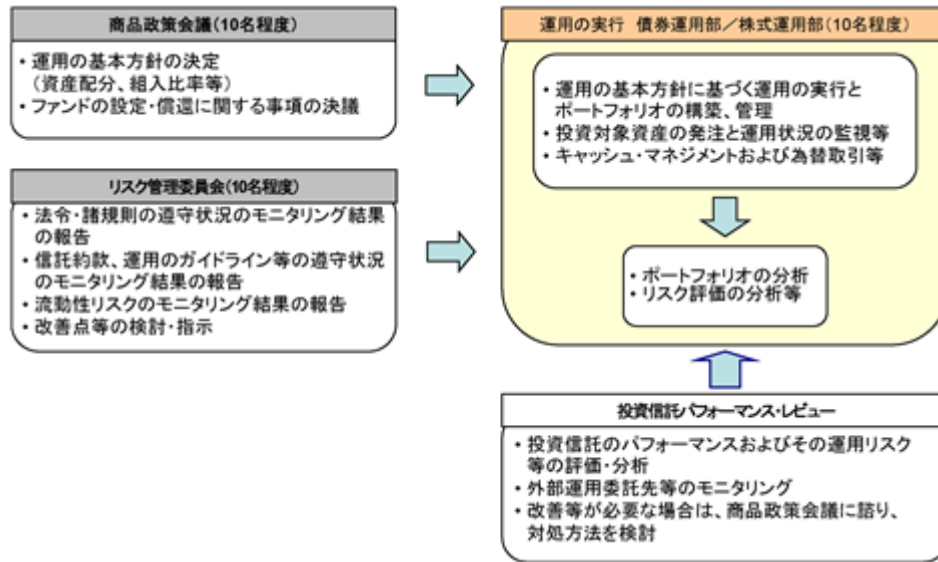 商品政策会議(10名程度)
・運用の基本方針の決定
(資産配分、組入比率等)
・ファンドの設定・償還に関する事項の決議
リスク管理委員会(10名程度)
・法令・諸規則の遵守状況のモニタリング結果
の報告
・信託約款、運用のガイドライン等の遵守状況
のモニタリング結果の報告
・流動性リスクのモニタリング結果の報告
・改善点等の検討・指示
運用の実行 債券運用部/株式運用部(10名程度)
・運用の基本方針に基づく運用の実行と
ポートフォリオの構築、管理
・投資対象資産の発注と運用状況の監視等
・キャッシュ・マネジメントおよび為替取引等
・ポートフォリオの分析
・リスク評価の分析等
投資信託パフォーマンス・レビュー
・投資信託のパフォーマンスおよびその運用リスク
等の評価・分析
・外部運用委託先等のモニタリング
・改善等が必要な場合は、商品政策会議に諮り、
対処方法を検討